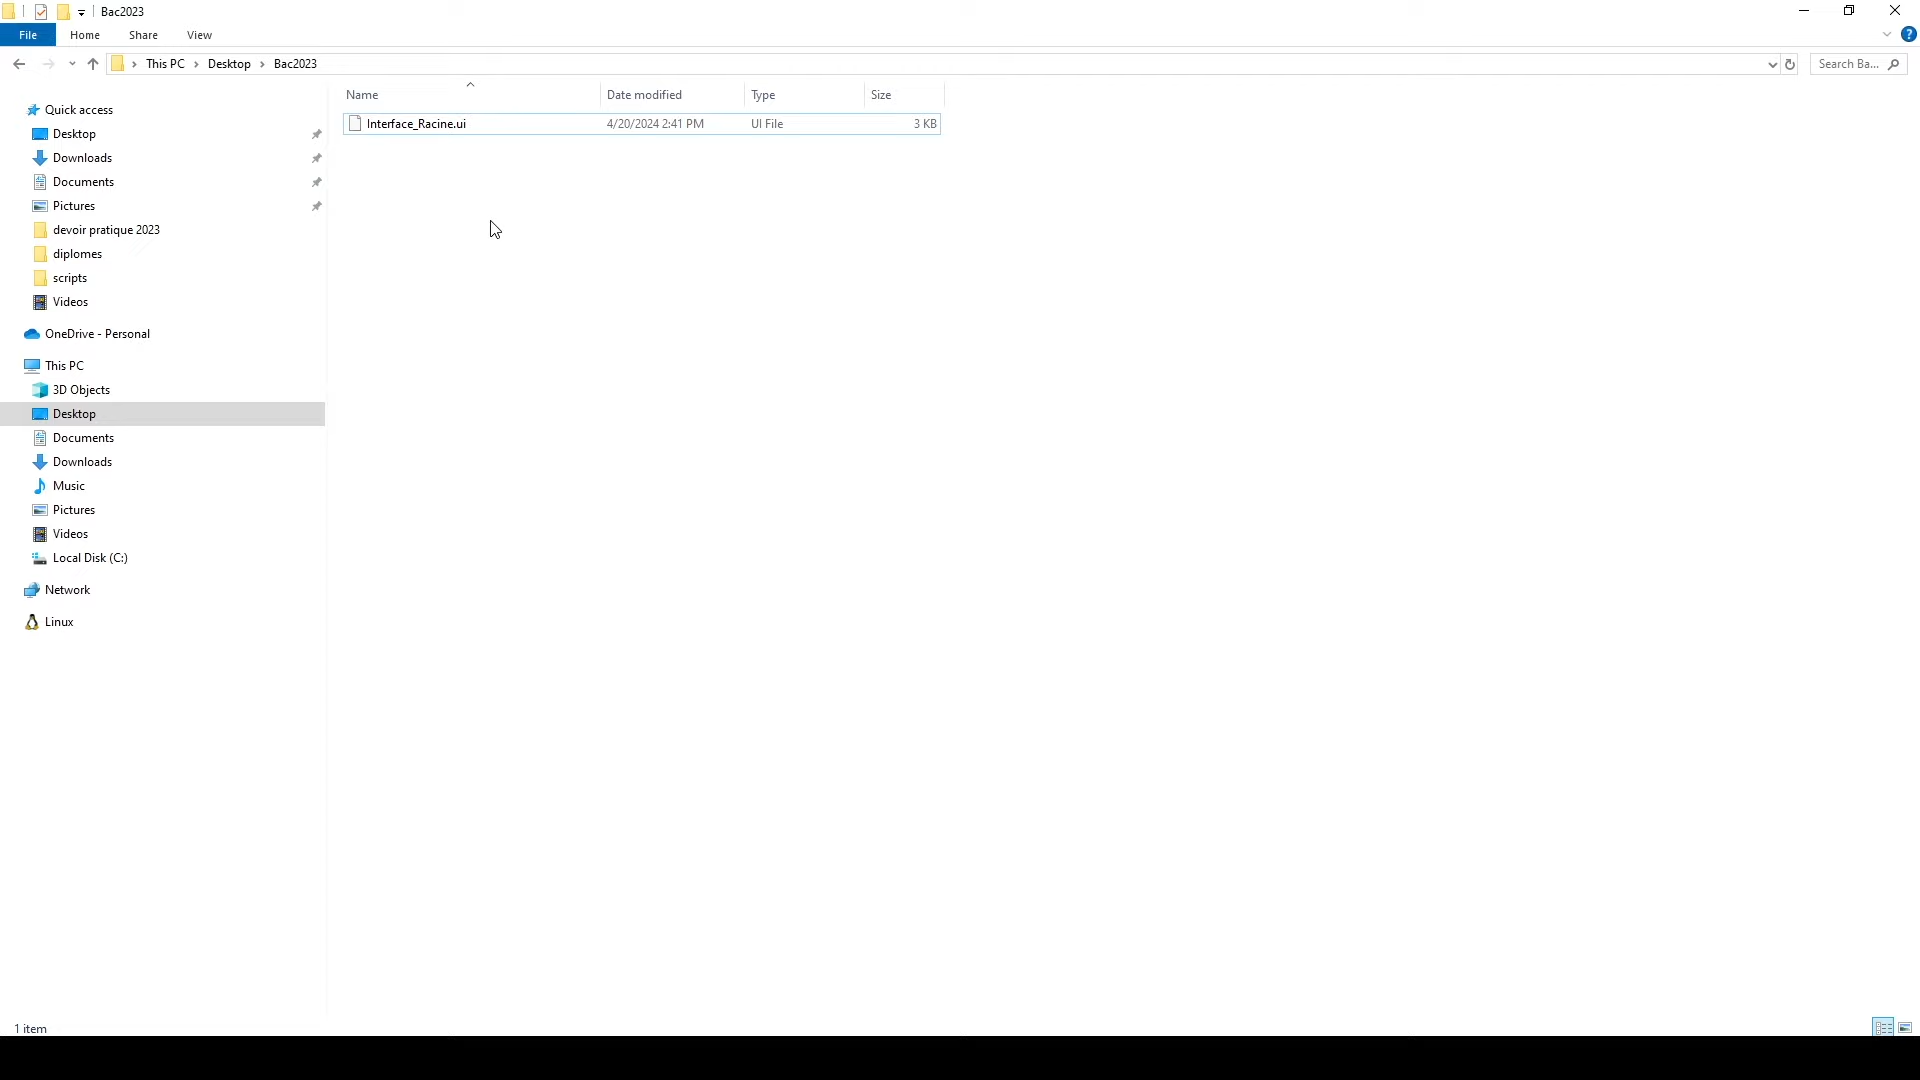 Bac2023
File Home Share View
This PC Desktop Bac2023
Search Ba...
Name Date modified Type Size
Interface_Racine.ui 4/20/2024 2:41 PM UI File 3 KB
Quick access
Desktop
Downloads
Documents
Pictures
devoir pratique 2023
diplomes
scripts
Videos
OneDrive - Personal
This PC
3D Objects
Desktop
Documents
Downloads
Music
Pictures
Videos
Local Disk (C:)
Network
Linux
1 item